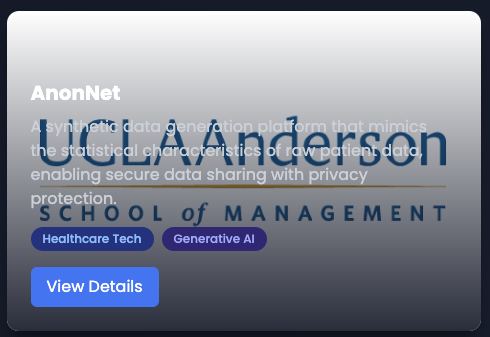 AnonNet
A synthetic data generation platform that mimics
the statistical characteristics of raw patient data,
enabling secure data sharing with privacy
protection.
UCLA Anderson
SCHOOL of MANAGEMENT
Healthcare Tech
Generative AI
View Details